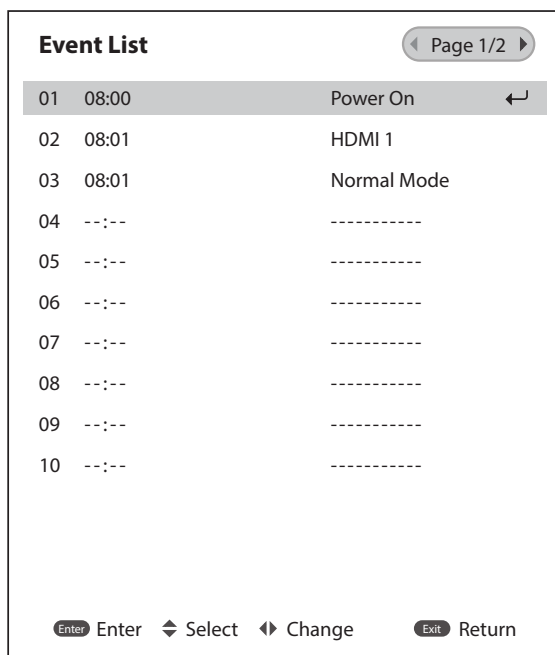 Event List Page 1/2
01 08:00 Power On
02 08:01 HDMI 1
03 08:01 Normal Mode
04 --:-- -----------
05 --:-- -----------
06 --:-- -----------
07 --:-- -----------
08 --:-- -----------
09 --:-- -----------
10 --:-- -----------
Enter Enter Select Change Exit Return